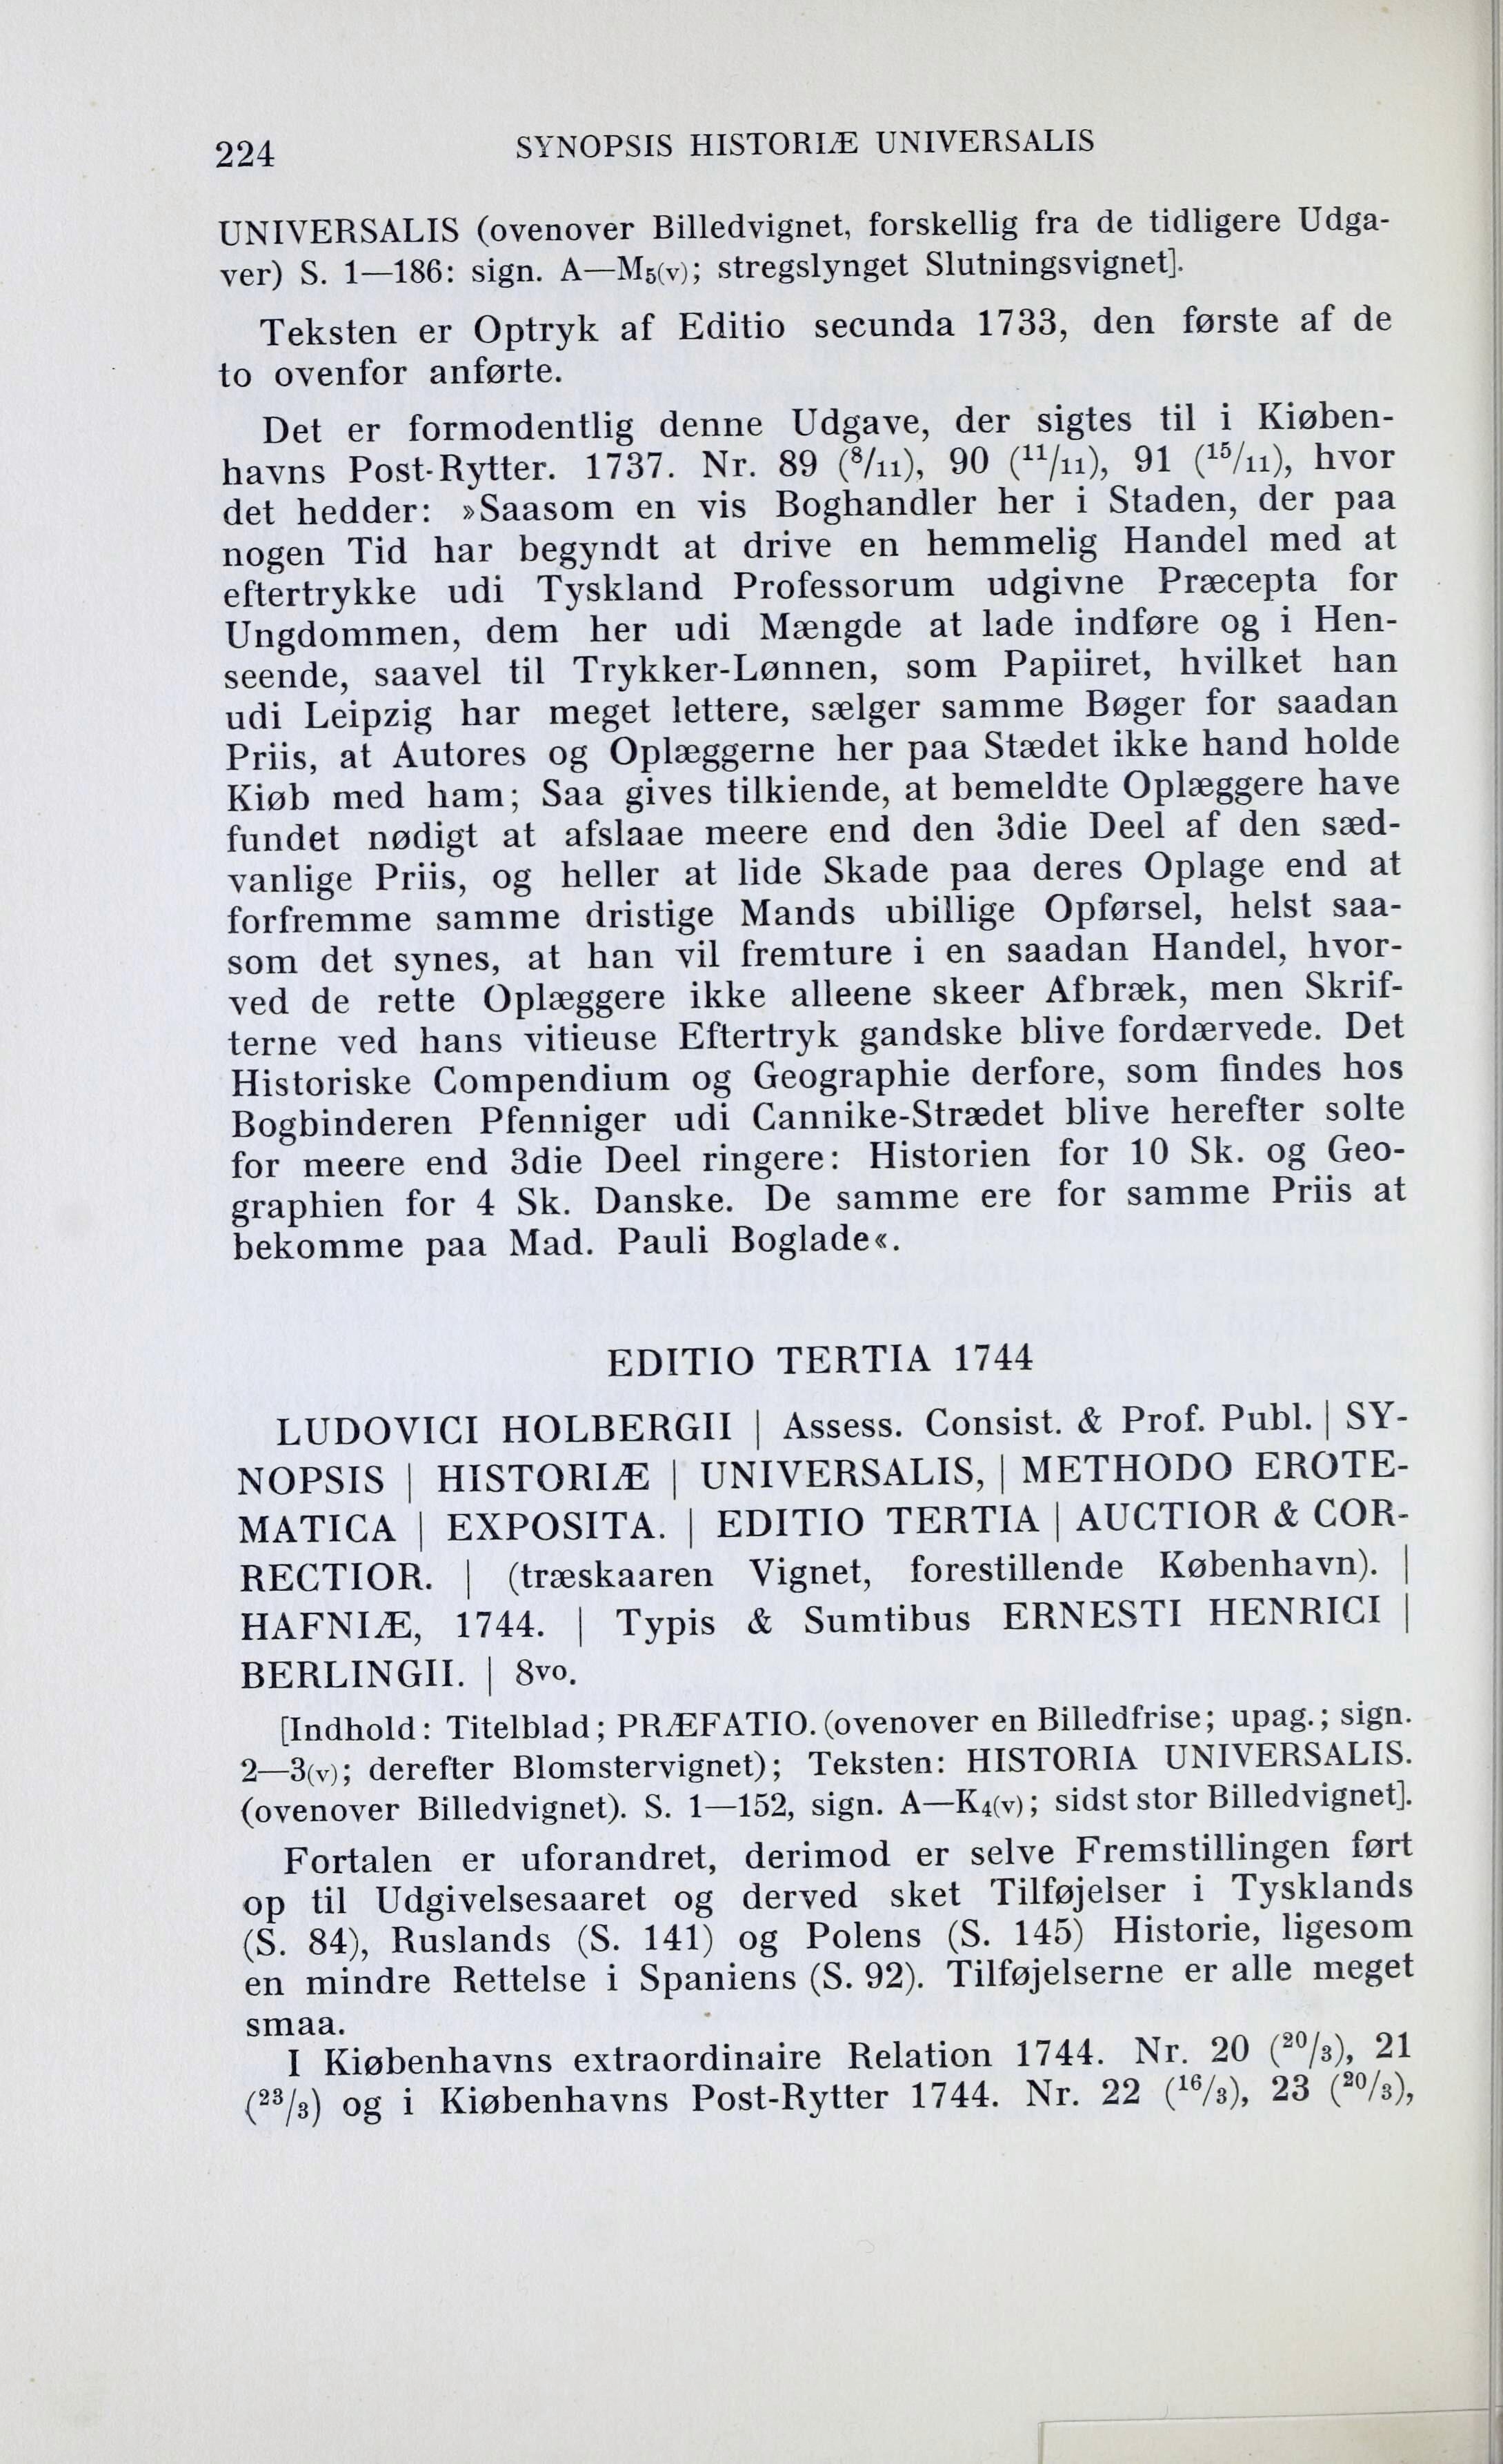 224
SYNOPSIS HISTORIÆ UNIVERSALIS
UNIVERSALIS (ovenover Billedvignet, forskellig fra de tidligere Udga-
ver) S. 1—186: sign. A—M5(v); stregslynget Slutningsvignet].
Teksten er Optryk af Editio secunda 1733, den første af de
to ovenfor anførte.
Det er formodentlig denne Udgave, der sigtes til i Kiøben-
havns Post-Rytter. 1737. Nr. 89 (8/11), 90 (11/11), 91 (15/11), hvor
det hedder: »Saasom en vis Boghandler her i Staden, der paa
nogen Tid har begyndt at drive en hemmelig Handel med at
eftertrykke udi Tyskland Professorum udgivne Præcepta for
Ungdommen, dem her udi Mængde at lade indføre og i Hen-
seende, saavel til Trykker-Lønnen, som Papiiret, hvilket han
udi Leipzig har meget lettere, sælger samme Bøger for saadan
Priis, at Autores og Oplæggerne her paa Stædet ikke hand holde
Kiøb med ham; Saa gives tilkiende, at bemeldte Oplæggere have
fundet nødigt at afslaae meere end den 3die Deel af den sæd-
vanlige Priis, og heller at lide Skade paa deres Oplage end at
forfremme samme dristige Mands ubillige Opførsel, helst saa-
som det synes, at han vil fremture i en saadan Handel, hvor-
ved de rette Oplæggere ikke alleene skeer Afbræk, men Skrif-
terne ved hans vitieuse Eftertryk gandske blive fordærvede. Det
Historiske Compendium og Geographie derfore, som findes hos
Bogbinderen Pfenniger udi Cannike-Strædet blive herefter solte
for meere end 3die Deel ringere: Historien for 10 Sk. og Geo-
graphien for 4 Sk. Danske. De samme ere for samme Priis at
bekomme paa Mad. Pauli Boglade«.
EDITIO TERTIA 1744
LUDOVICI HOLBERGII | Assess. Consist. & Prof. Publ. | SY-
NOPSIS | HISTORIÆ | UNIVERSALIS, | METHODO EROTE-
MATICA | EXPOSITA. | EDITIO TERTIA | AUCTIOR & COR-
RECTIOR. | (træskaaren Vignet, forestillende København). |
HAFNIÆ, 1744. | Typis & Sumtibus ERNESTI HENRICI |
BERLINGII. | 8vo.
[Indhold: Titelblad; PRÆFATIO. (ovenover en Billedfrise; upag.; sign.
2—3(v); derefter Blomstervignet); Teksten: HISTORIA UNIVERSALIS.
(ovenover Billedvignet). S. 1—152, sign. A—K4(v); sidst stor Billedvignet].
Fortalen er uforandret, derimod er selve Fremstillingen ført
op til Udgivelsesaaret og derved sket Tilføjelser i Tysklands
(S. 84), Ruslands (S. 141) og Polens (S. 145) Historie, ligesom
en mindre Rettelse i Spaniens (S. 92). Tilføjelserne er alle meget
smaa.
I Kiøbenhavns extraordinaire Relation 1744. Nr. 20 (20/3), 21
(23/3) og i Kiøbenhavns Post-Rytter 1744. Nr. 22 (16/3), 23 (20/3),